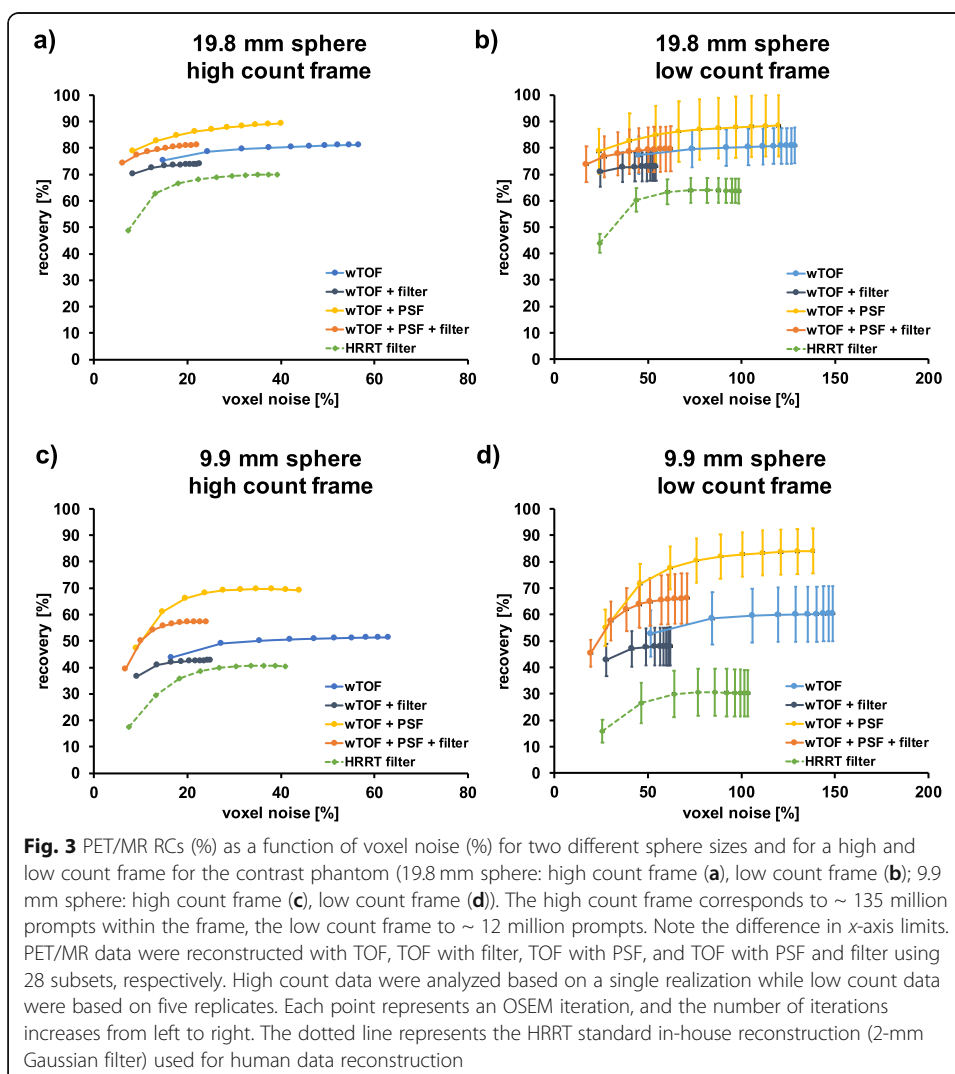 a)
19.8 mm sphere
high count frame
100
90
80
70
60
50
40
30
20
10
0
recovery [%]
wTOF
wTOF + filter
wTOF + PSF
wTOF + PSF + filter
HRRT filter
0 20 40 60 80
voxel noise [%]
b)
19.8 mm sphere
low count frame
100
90
80
70
60
50
40
30
20
10
0
recovery [%]
wTOF
wTOF + filter
wTOF + PSF
wTOF + PSF + filter
HRRT filter
0 50 100 150 200
voxel noise [%]
c)
9.9 mm sphere
high count frame
100
90
80
70
60
50
40
30
20
10
0
recovery [%]
wTOF
wTOF + filter
wTOF + PSF
wTOF + PSF + filter
HRRT filter
0 20 40 60 80
voxel noise [%]
d)
9.9 mm sphere
low count frame
100
90
80
70
60
50
40
30
20
10
0
recovery [%]
wTOF
wTOF + filter
wTOF + PSF
wTOF + PSF + filter
HRRT filter
0 50 100 150 200
voxel noise [%]
Fig. 3 PET/MR RCs (%) as a function of voxel noise (%) for two different sphere sizes and for a high and
low count frame for the contrast phantom (19.8 mm sphere: high count frame (a), low count frame (b); 9.9
mm sphere: high count frame (c), low count frame (d)). The high count frame corresponds to ~ 135 million
prompts within the frame, the low count frame to ~ 12 million prompts. Note the difference in x-axis limits.
PET/MR data were reconstructed with TOF, TOF with filter, TOF with PSF, and TOF with PSF and filter using
28 subsets, respectively. High count data were analyzed based on a single realization while low count data
were based on five replicates. Each point represents an OSEM iteration, and the number of iterations
increases from left to right. The dotted line represents the HRRT standard in-house reconstruction (2-mm
Gaussian filter) used for human data reconstruction